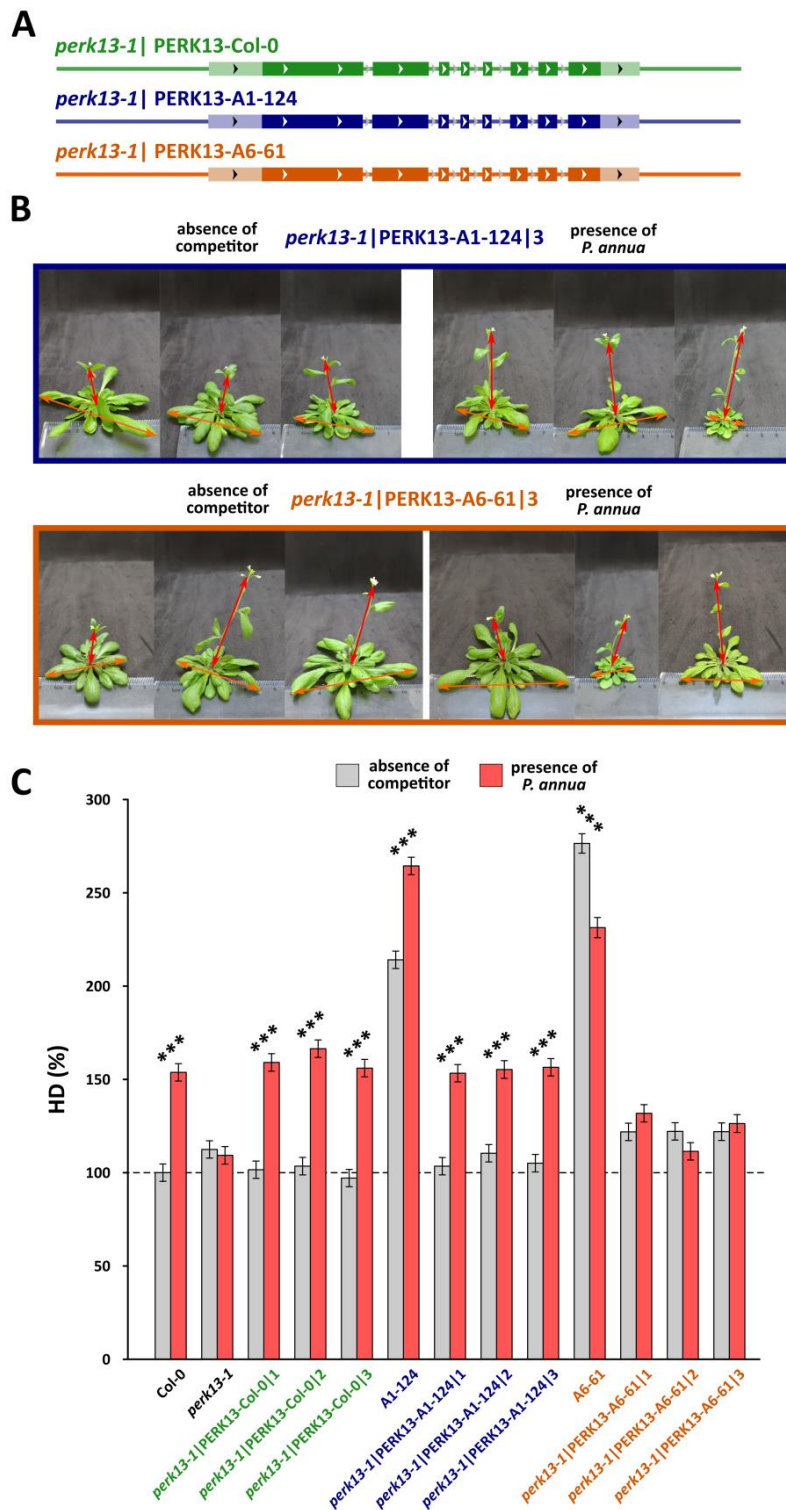 A
perk13-1| PERK13-Col-0
perk13-1| PERK13-A1-124
perk13-1| PERK13-A6-61
B
absence of
competitor
perk13-1|PERK13-A1-124|3
presence of
P. annua
absence of
competitor
perk13-1|PERK13-A6-61|3
presence of
P. annua
C
absence of
competitor
presence of
P. annua
HD (%)
300
250
200
150
100
50
0
***
***
***
***
***
***
***
***
***
Col-0
perk13-1
perk13-1|PERK13-Col-0|1
perk13-1|PERK13-Col-0|2
perk13-1|PERK13-Col-0|3
A1-124
perk13-1|PERK13-A1-124|1
perk13-1|PERK13-A1-124|2
perk13-1|PERK13-A1-124|3
A6-61
perk13-1|PERK13-A6-61|1
perk13-1|PERK13-A6-61|2
perk13-1|PERK13-A6-61|3